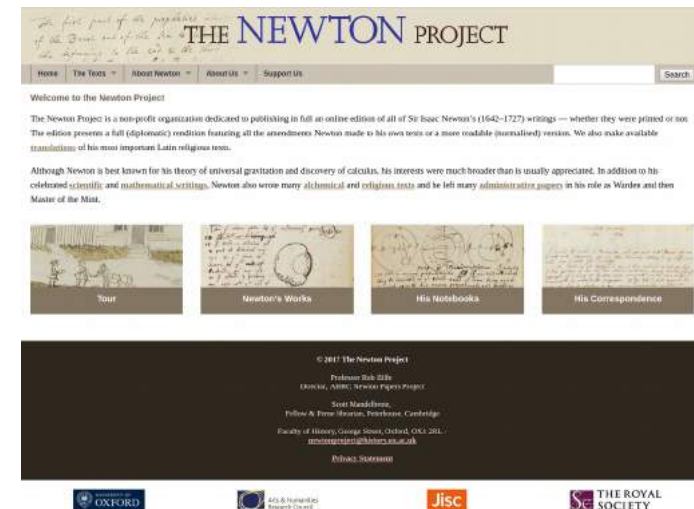 THE NEWTON PROJECT
Home The Texts About Newton About Us Support Us Search
Welcome to the Newton Project
The Newton Project is a non-profit organization dedicated to publishing in full an online edition of all of Sir Isaac Newton's (1642–1727) writings — whether they were printed or not
The edition presents a full (diplomatic) rendition featuring all the amendments Newton made to his own texts or a more readable (normalised) version. We also make available
translations of his most important Latin religious texts.
Although Newton is best known for his theory of universal gravitation and discovery of calculus, his interests were much broader than is usually appreciated. In addition to his
celebrated scientific and mathematical writings, Newton also wrote many alchemical and religious texts and he left many administrative papers in his role as Warden and then
Master of the Mint.
Tour
Newton's Works
His Notebooks
His Correspondence
© 2017 The Newton Project
Professor Rob Iliffe
Director, AHRC Newton Papers Project
Scott Mandelbrote,
Fellow & Perne librarian, Peterhouse, Cambridge
Faculty of History, George Street, Oxford, OX1 2RL -
newtonproject@history.ox.ac.uk
Privacy Statement
UNIVERSITY OF
OXFORD
Arts & Humanities
Research Council
Jisc
THE ROYAL
SOCIETY